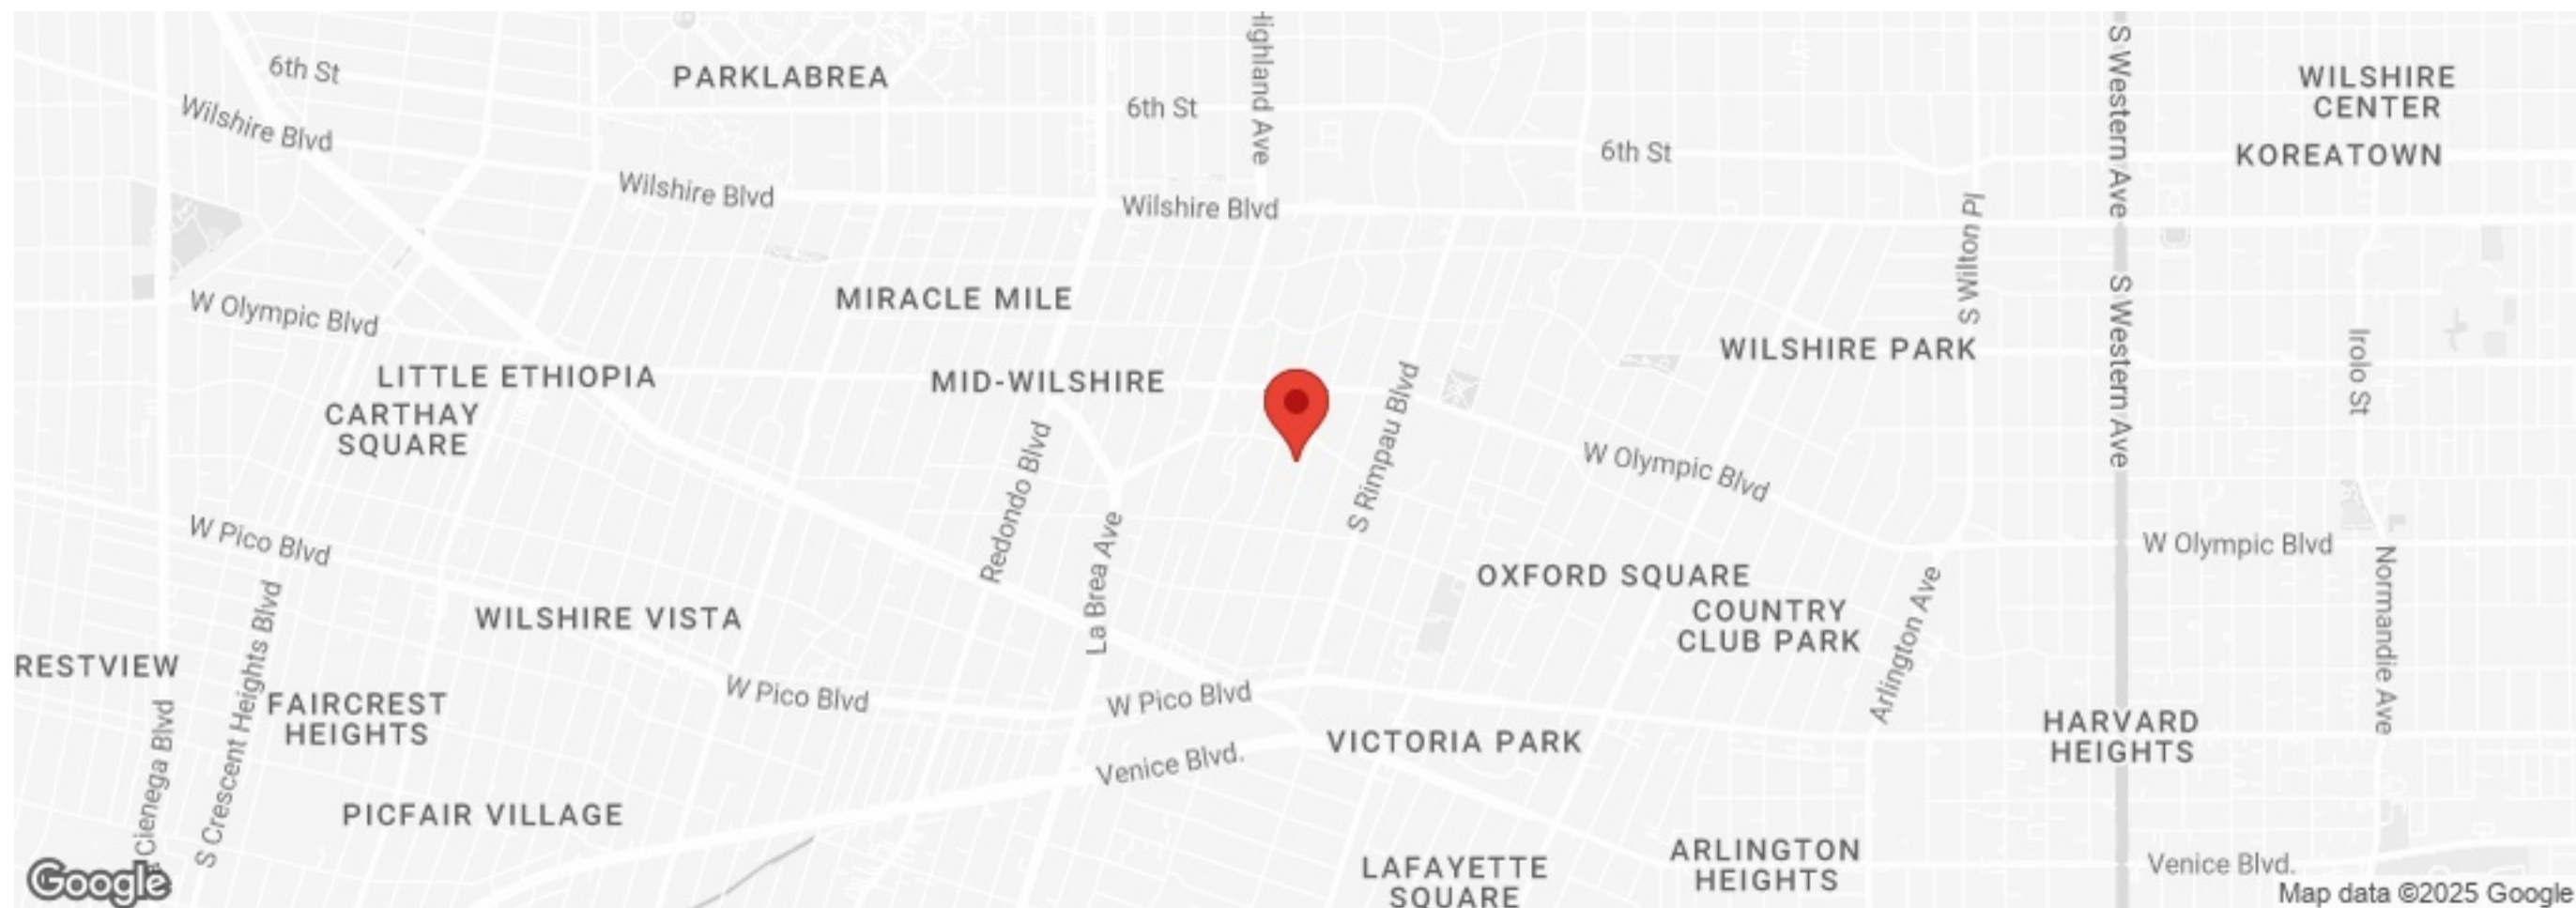 6th St
PARKLABREA
Highland Ave
S Western Ave
WILSHIRE
CENTER
6th St
Wilshire Blvd
6th St
KOREATOWN
Wilshire Blvd
Wilshire Blvd
S Wilton Pl
W Olympic Blvd
MIRACLE MILE
S Western Ave
LITTLE ETHIOPIA
MID-WILSHIRE
WILSHIRE PARK
Irolo St
CARTHAY
SQUARE
Redondo Blvd
S Rimpau Blvd
W Olympic Blvd
W Pico Blvd
La Brea Ave
OXFORD SQUARE
W Olympic Blvd
WILSHIRE VISTA
COUNTRY
CLUB PARK
Arlington Ave
Normandie Ave
RESTVIEW
S Crescent Heights Blvd
W Pico Blvd
W Pico Blvd
FAIRCREST
HEIGHTS
Cienega Blvd
VICTORIA PARK
HARVARD
HEIGHTS
Venice Blvd.
PICFAIR VILLAGE
LAFAYETTE
SQUARE
ARLINGTON
HEIGHTS
Venice Blvd.
Google
Map data ©2025 Google